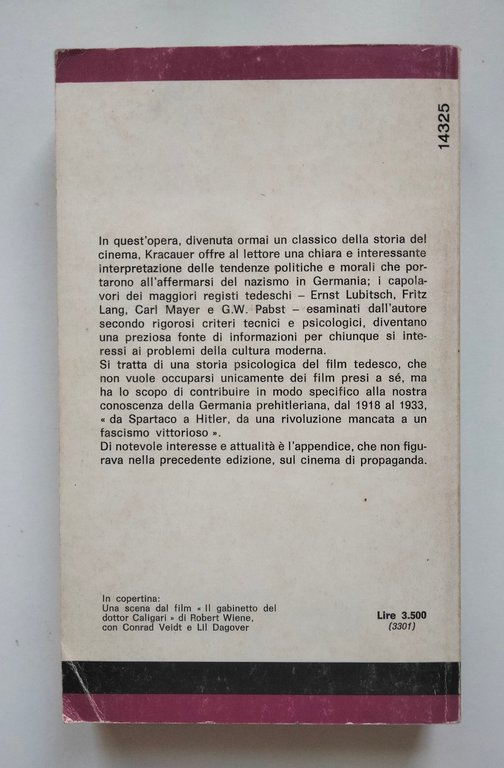 14325
In quest'opera, divenuta ormai un classico della storia del
cinema, Kracauer offre al lettore una chiara e interessante
interpretazione delle tendenze politiche e morali che por-
tarono all'affermarsi del nazismo in Germania; i capola-
vori dei maggiori registi tedeschi – Ernst Lubitsch, Fritz
Lang, Carl Mayer e G.W. Pabst – esaminati dall'autore
secondo rigorosi criteri tecnici e psicologici, diventano
una preziosa fonte di informazioni per chiunque si inte-
ressi ai problemi della cultura moderna.
Si tratta di una storia psicologica del film tedesco, che
non vuole occuparsi unicamente dei film presi a sé, ma
ha lo scopo di contribuire in modo specifico alla nostra
conoscenza della Germania prehitleriana, dal 1918 al 1933,
« da Spartaco a Hitler, da una rivoluzione mancata a un
fascismo vittorioso ».
Di notevole interesse e attualità è l'appendice, che non figu-
rava nella precedente edizione, sul cinema di propaganda.
In copertina:
Una scena dal film « Il gabinetto del
dottor Caligari » di Robert Wiene,
con Conrad Veidt e Lil Dagover
Lire 3.500
(3301)